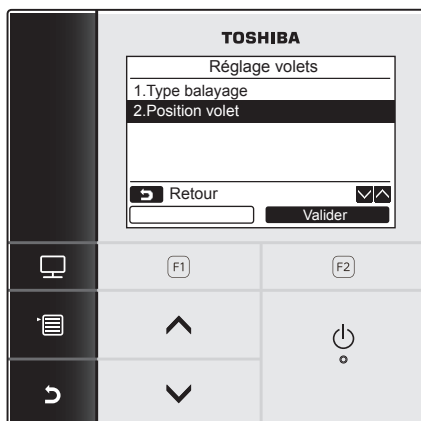 TOSHIBA
Réglage volets
1.Type balayage
2.Position volet
Retour
Valider
F1
F2